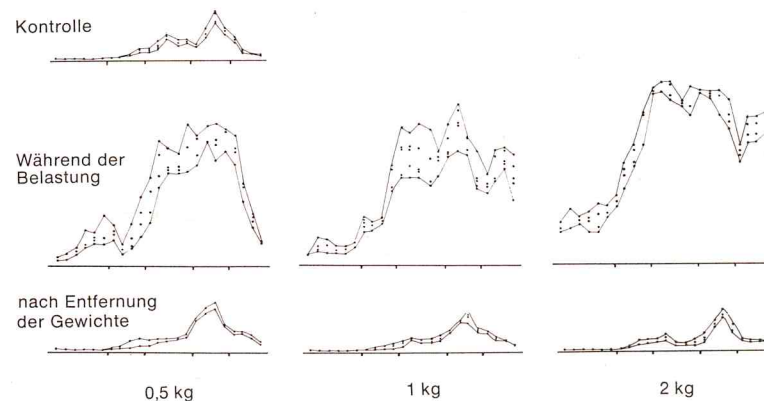 Kontrolle
Während der
Belastung
nach Entfernung
der Gewichte
0,5 kg
1 kg
2 kg